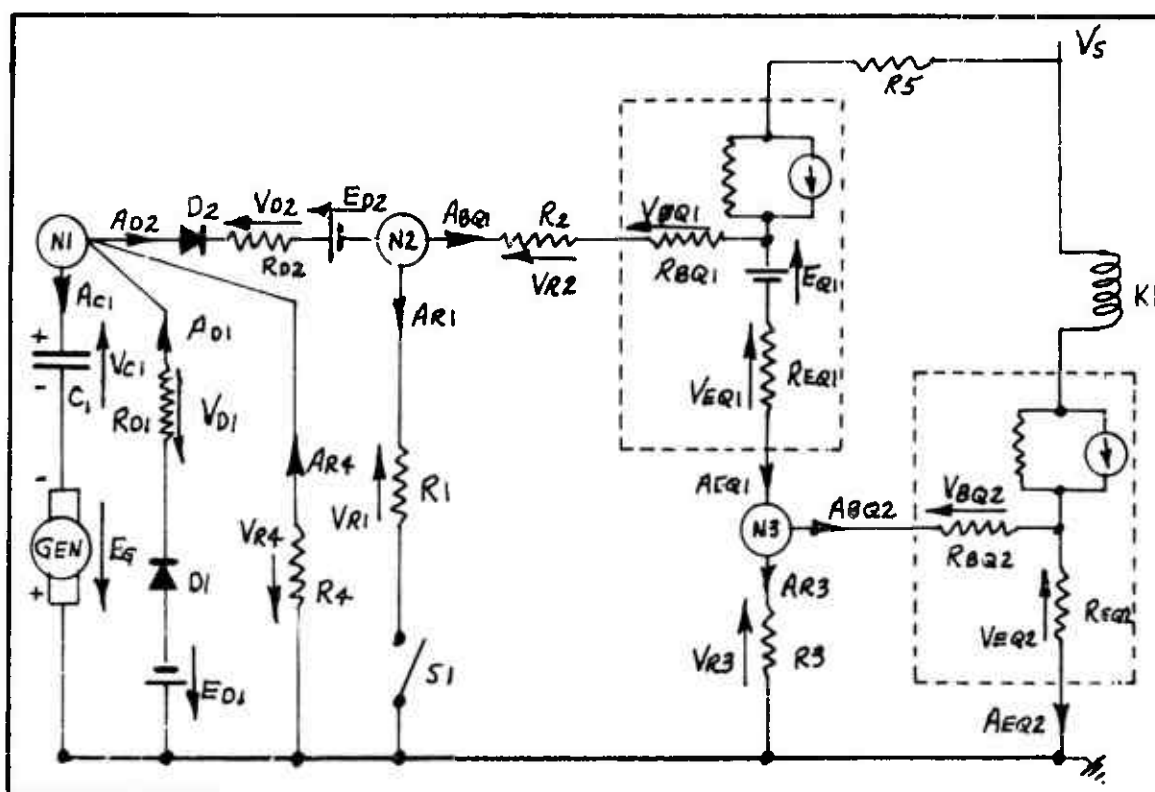 Vs
R5
ED2
VD2
D2
AD2
N1
RD2
N2
ABQ1
R2
VR2
VBQ1
RBQ1
EQ1
K1
AC1
AD1
AR1
+
VC1
-
C1
RD1
VD1
VEQ1
REQ1
AR4
VR1
R1
AEQ1
N3
ABQ2
VBQ2
RBQ2
-
GEN
EG
+
D1
VR4
R4
AR3
VR3
R3
VEQ2
REQ2
S1
ED1
AEQ2